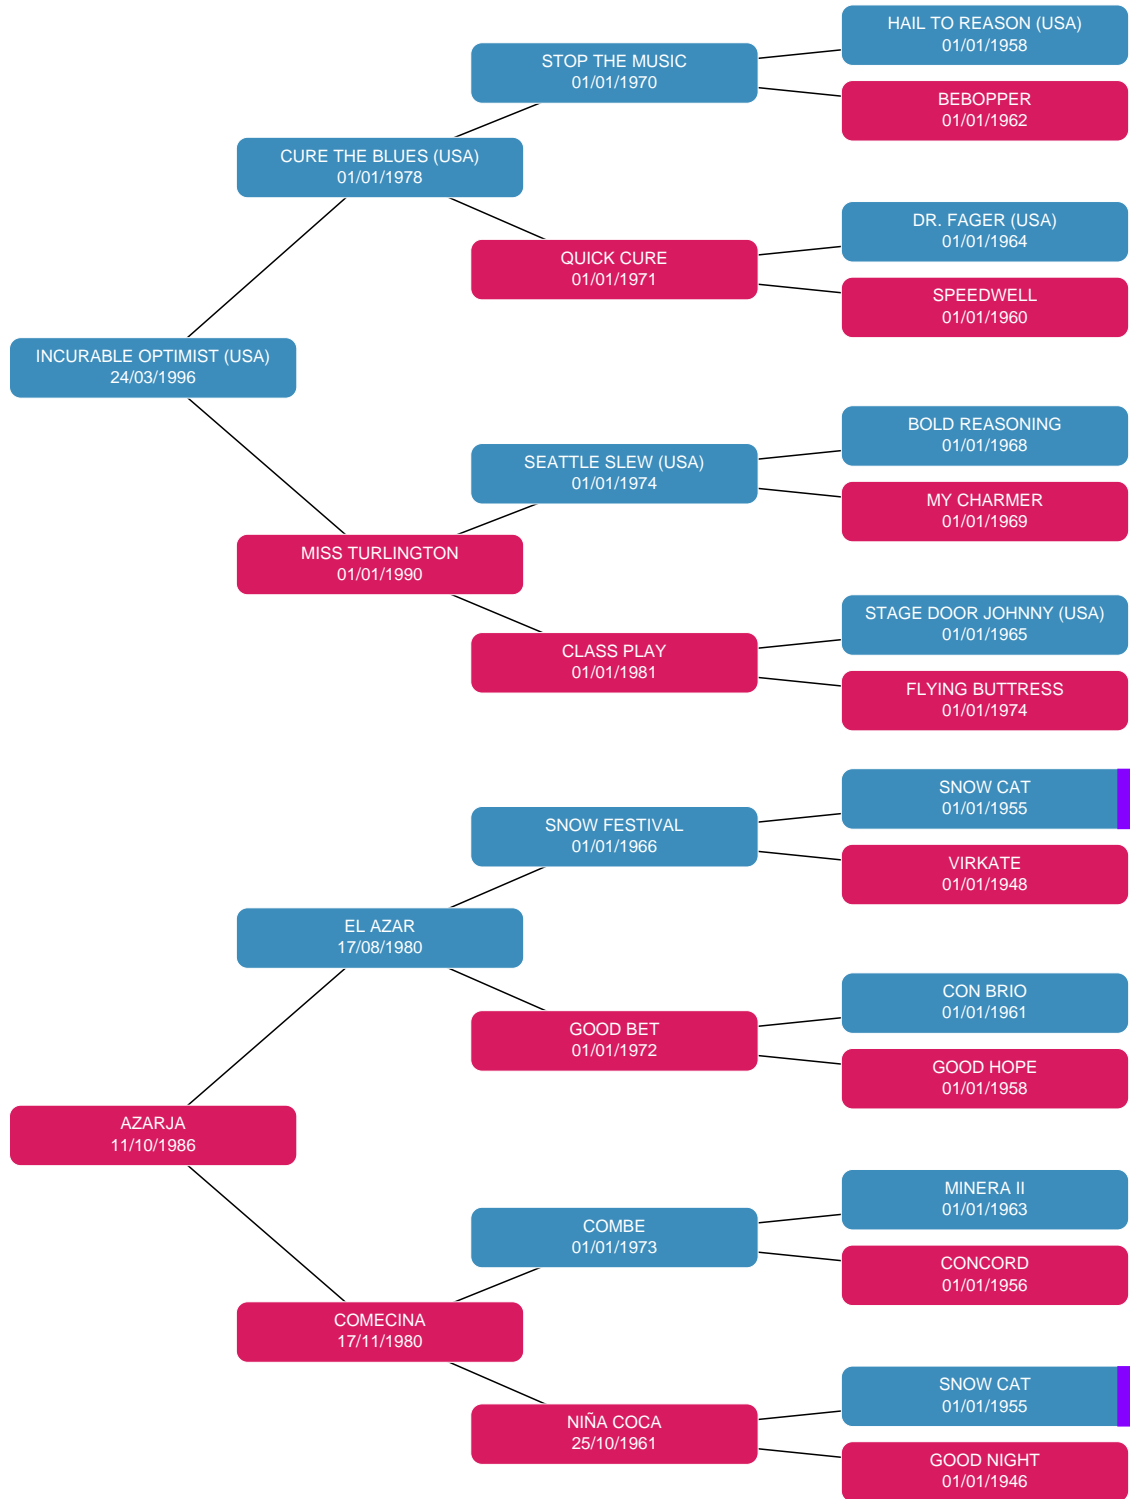 HAIL TO REASON (USA)
01/01/1958
STOP THE MUSIC
01/01/1970
BEBOPPER
01/01/1962
CURE THE BLUES (USA)
01/01/1978
DR. FAGER (USA)
01/01/1964
QUICK CURE
01/01/1971
SPEEDWELL
01/01/1960
INCURABLE OPTIMIST (USA)
24/03/1996
BOLD REASONING
01/01/1968
SEATTLE SLEW (USA)
01/01/1974
MY CHARMER
01/01/1969
MISS TURLINGTON
01/01/1990
STAGE DOOR JOHNNY (USA)
01/01/1965
CLASS PLAY
01/01/1981
FLYING BUTTRESS
01/01/1974
SNOW CAT
01/01/1955
SNOW FESTIVAL
01/01/1966
VIRKATE
01/01/1948
EL AZAR
17/08/1980
CON BRIO
01/01/1961
GOOD BET
01/01/1972
GOOD HOPE
01/01/1958
AZARJA
11/10/1986
MINERA II
01/01/1963
COMBE
01/01/1973
CONCORD
01/01/1956
COMECINA
17/11/1980
SNOW CAT
01/01/1955
NIÑA COCA
25/10/1961
GOOD NIGHT
01/01/1946